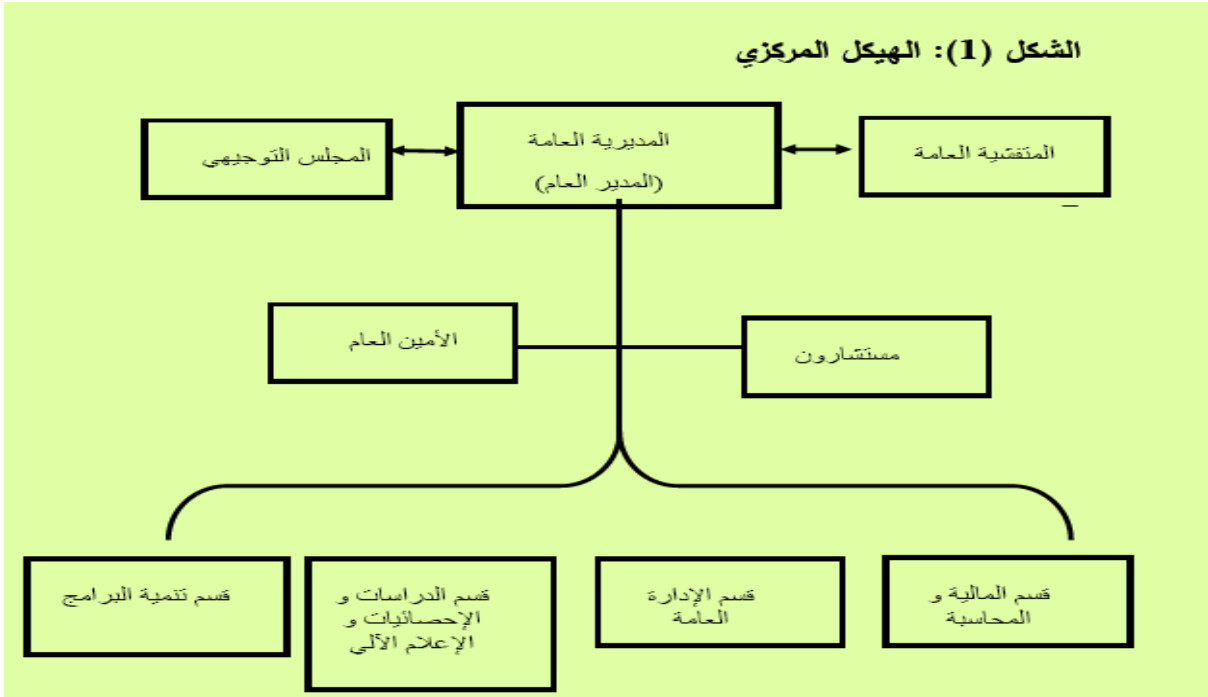 الشكل (1): الهيكل المركزي
المتفشية العامة
المديرية العامة
(المدير العام)
المجلس التوجيهي
مستشارون
الأمين العام
قسم المالية و
المحاسبة
قسم الإدارة
العامة
قسم الدراسات و
الإحصائيات و
الإعلام الآلي
قسم تنمية البرامج